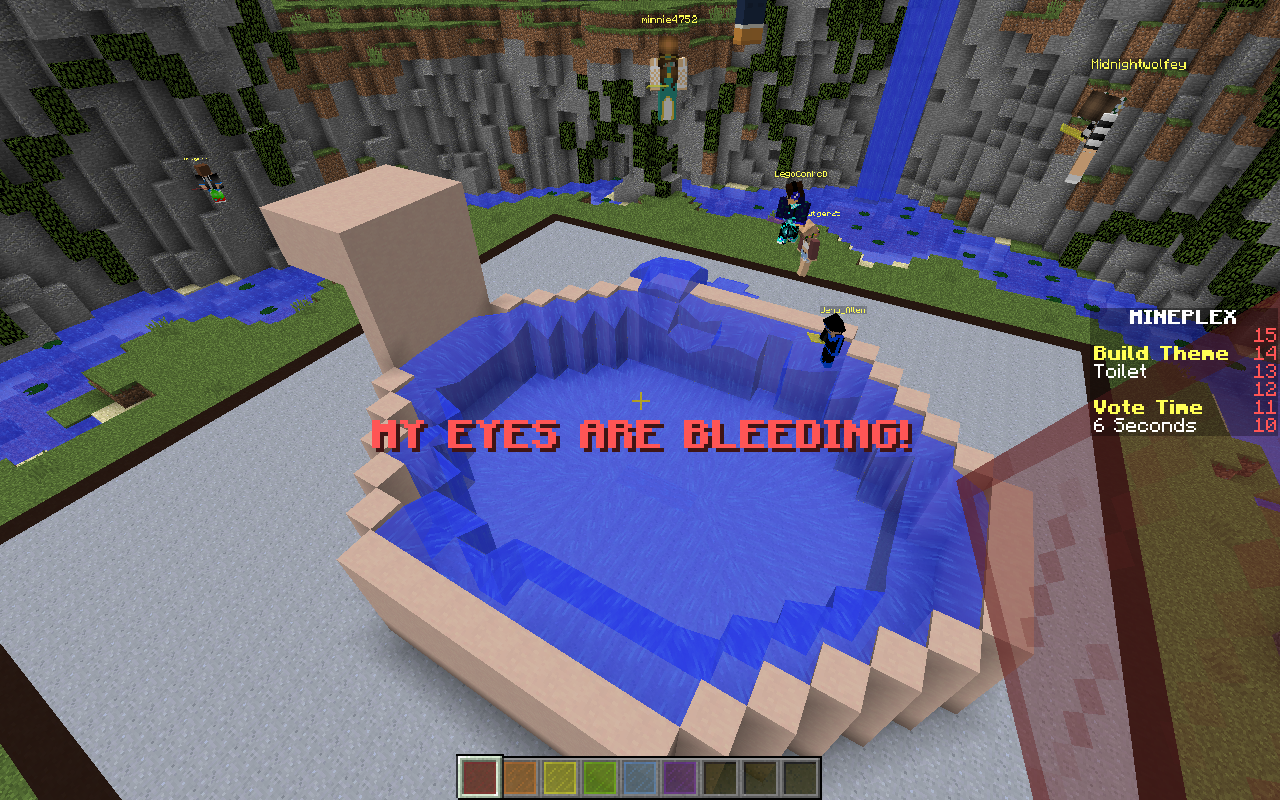 minnie4752
Midnightwolfey
MINEPLEX
15
Build Theme 14
Toilet 13
12
Vote Time 11
6 Seconds 10
MY EYES ARE BLEEDING!